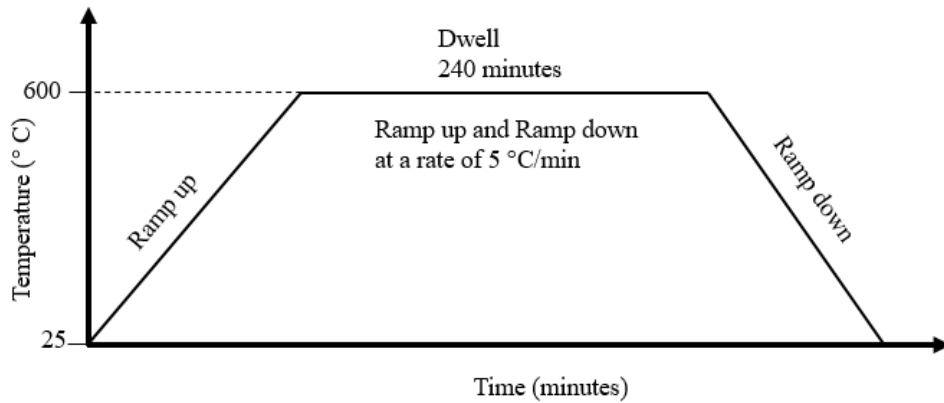 Dwell
240 minutes
600
Ramp up and Ramp down
at a rate of 5 °C/min
Ramp up
Ramp down
Temperature (° C)
25
Time (minutes)